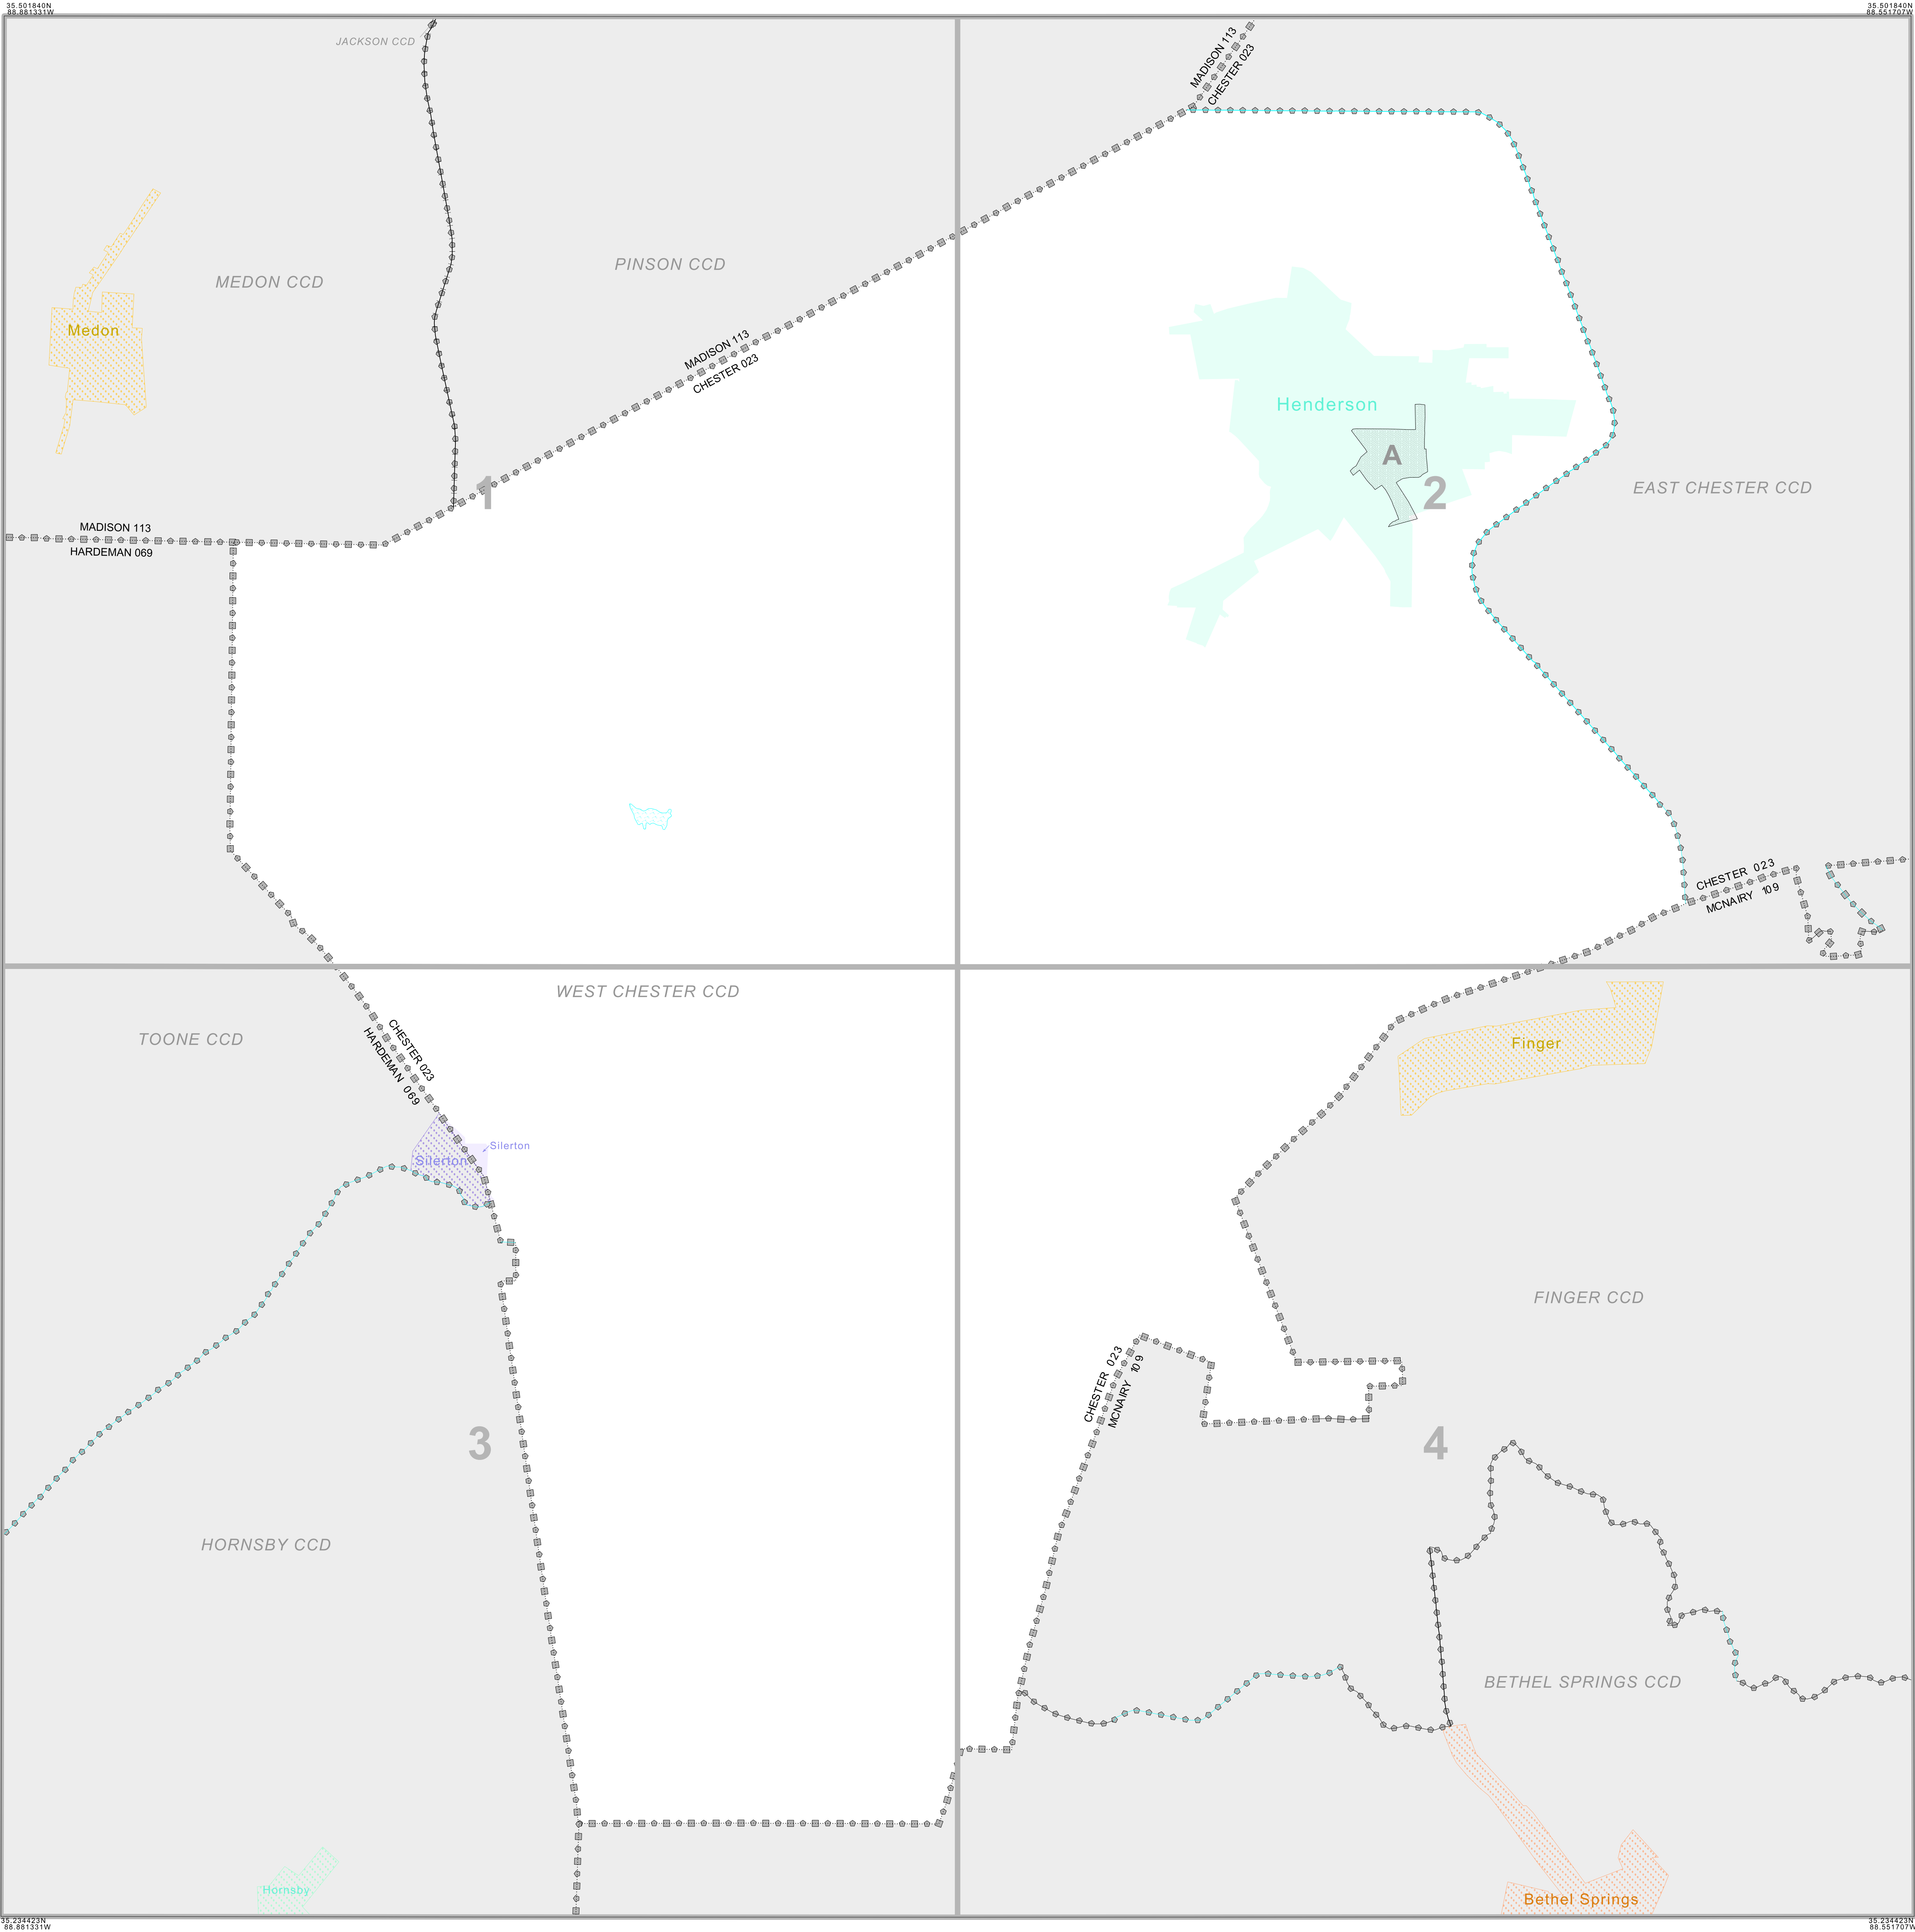 35.501840N
88.881331W
35.501840N
88.551707W
JACKSON CCD
MADISON 113
CHESTER 023
MEDON CCD
PINSON CCD
Medon
MADISON 113
CHESTER 023
Henderson
A
EAST CHESTER CCD
1
2
MADISON 113
HARDEMAN 069
CHESTER 023
MCNAIRY 109
WEST CHESTER CCD
TOONE CCD
CHESTER 023
HARDEMAN 069
Finger
Silerton
Silerton
FINGER CCD
CHESTER 023
MCNAIRY 109
3
4
HORNSBY CCD
BETHEL SPRINGS CCD
Hornsby
Bethel Springs
35.234423N
88.881331W
35.234423N
88.551707W